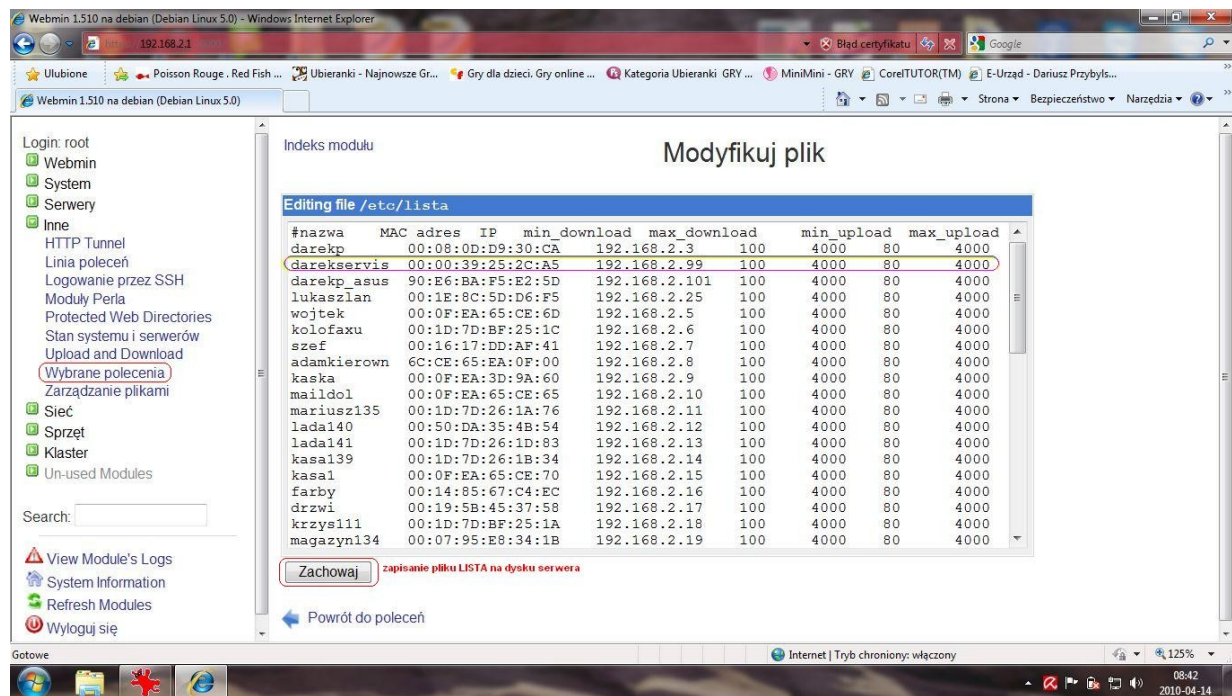 Webmin 1.510 na debian (Debian Linux 5.0) - Windows Internet Explorer
192.168.2.1
Błąd certyfikatu
Google
Ulubione
Poisson Rouge . Red Fish ...
Ubieranki - Najnowsze Gr...
Gry dla dzieci. Gry online ...
Kategoria Ubieranki GRY ...
MiniMini - GRY
CorelTUTOR(TM)
E-Urząd - Dariusz Przybyls...
Webmin 1.510 na debian (Debian Linux 5.0)
Strona
Bezpieczeństwo
Narzędzia
Login: root
Webmin
System
Serwery
Inne
HTTP Tunnel
Linia poleceń
Logowanie przez SSH
Moduły Perla
Protected Web Directories
Stan systemu i serwerów
Upload and Download
Wybrane polecenia
Zarządzanie plikami
Sieć
Sprzęt
Klaster
Un-used Modules
Search:
View Module's Logs
System Information
Refresh Modules
Wyloguj się
Indeks modułu
Modyfikuj plik
Editing file /etc/lista
#nazwa MAC adres IP min_download max_download min_upload max_upload
darekp 00:08:0D:D9:30:CA 192.168.2.3 100 4000 80 4000
darekservis 00:00:39:25:2C:A5 192.168.2.99 100 4000 80 4000
darekp_asus 90:E6:BA:F5:E2:5D 192.168.2.101 100 4000 80 4000
lukaszlan 00:1E:8C:5D:D6:F5 192.168.2.25 100 4000 80 4000
wojtek 00:0F:EA:65:CE:6D 192.168.2.5 100 4000 80 4000
kolofaxu 00:1D:7D:BF:25:1C 192.168.2.6 100 4000 80 4000
szef 00:16:17:DD:AF:41 192.168.2.7 100 4000 80 4000
adamkierown 6C:CE:65:EA:0F:00 192.168.2.8 100 4000 80 4000
kaska 00:0F:EA:3D:9A:60 192.168.2.9 100 4000 80 4000
maildol 00:0F:EA:65:CE:65 192.168.2.10 100 4000 80 4000
mariusz135 00:1D:7D:26:1A:76 192.168.2.11 100 4000 80 4000
lada140 00:50:DA:35:4B:54 192.168.2.12 100 4000 80 4000
lada141 00:1D:7D:26:1D:83 192.168.2.13 100 4000 80 4000
kasa139 00:1D:7D:26:1B:34 192.168.2.14 100 4000 80 4000
kasa1 00:0F:EA:65:CE:70 192.168.2.15 100 4000 80 4000
farby 00:14:85:67:C4:EC 192.168.2.16 100 4000 80 4000
drzwi 00:19:5B:45:37:58 192.168.2.17 100 4000 80 4000
krzys111 00:1D:7D:BF:25:1A 192.168.2.18 100 4000 80 4000
magazyn134 00:07:95:E8:34:1B 192.168.2.19 100 4000 80 4000
Zachowaj
zapisanie pliku LISTA na dysku serwera
Powrót do poleceń
Gotowe
Internet | Tryb chroniony: włączony
125%
08:42
2010-04-14